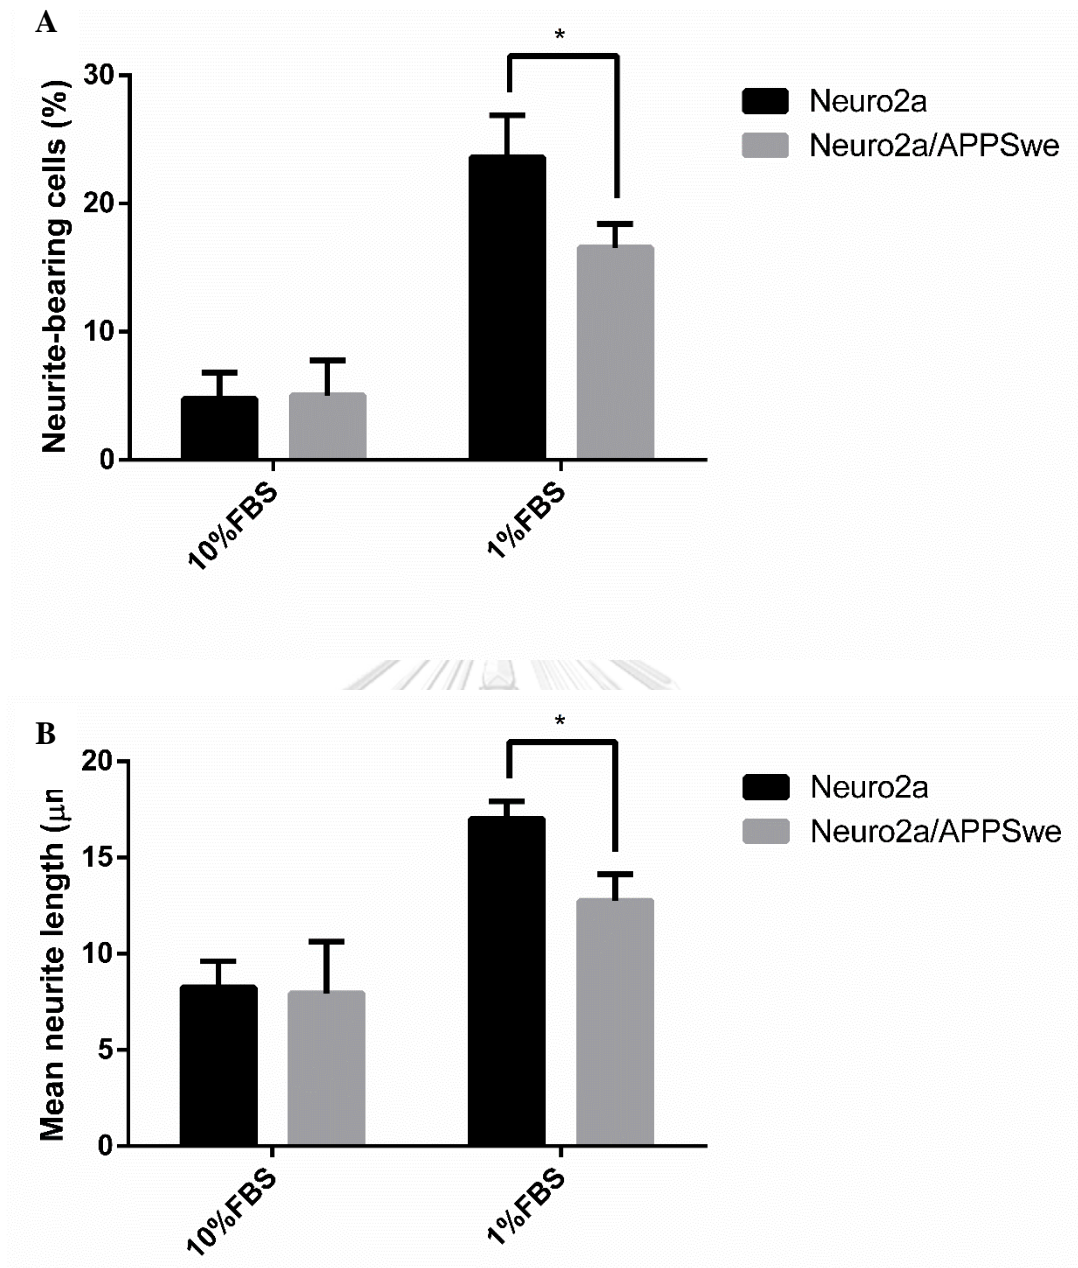 A
*
Neurite-bearing cells (%)
30
20
10
0
10%FBS
1%FBS
Neuro2a
Neuro2a/APPSwe
B
*
Mean neurite length (μn
20
15
10
5
0
10%FBS
1%FBS
Neuro2a
Neuro2a/APPSwe